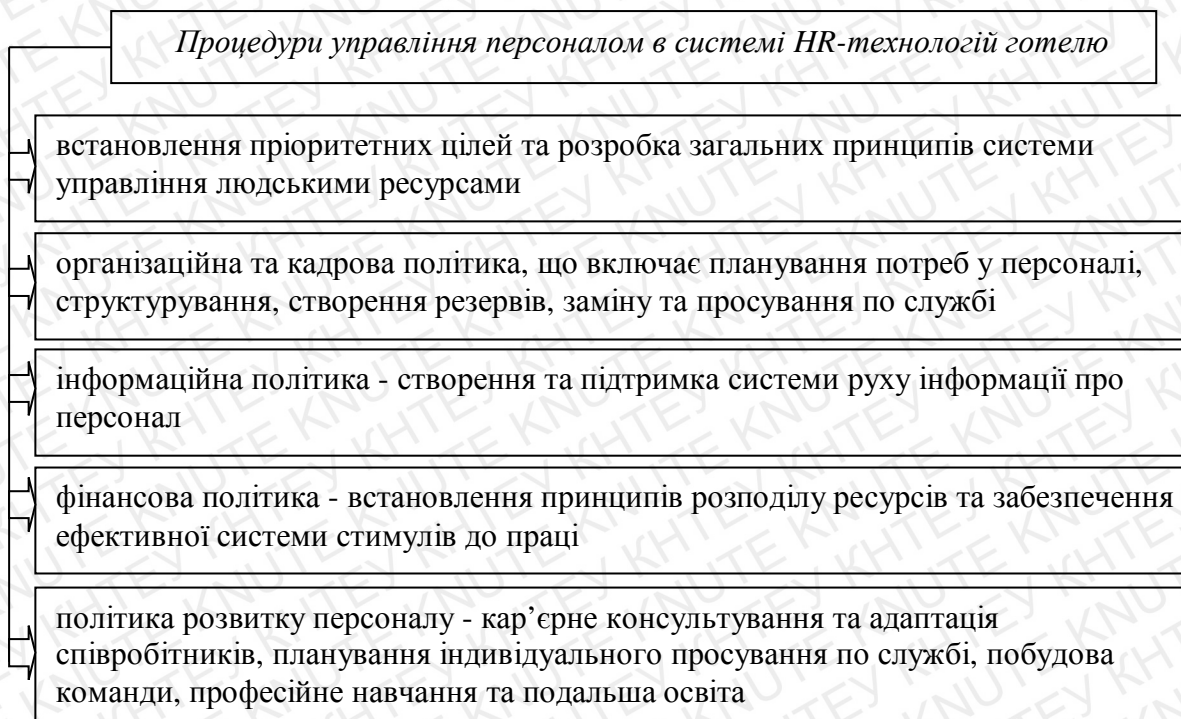 Процедури управління персоналом в системі HR-технологій готелю
встановлення пріоритетних цілей та розробка загальних принципів системи
управління людськими ресурсами
організаційна та кадрова політика, що включає планування потреб у персоналі,
структурування, створення резервів, заміну та просування по службі
інформаційна політика - створення та підтримка системи руху інформації про
персонал
фінансова політика - встановлення принципів розподілу ресурсів та забезпечення
ефективної системи стимулів до праці
політика розвитку персоналу - кар’єрне консультування та адаптація
співробітників, планування індивідуального просування по службі, побудова
команди, професійне навчання та подальша освіта